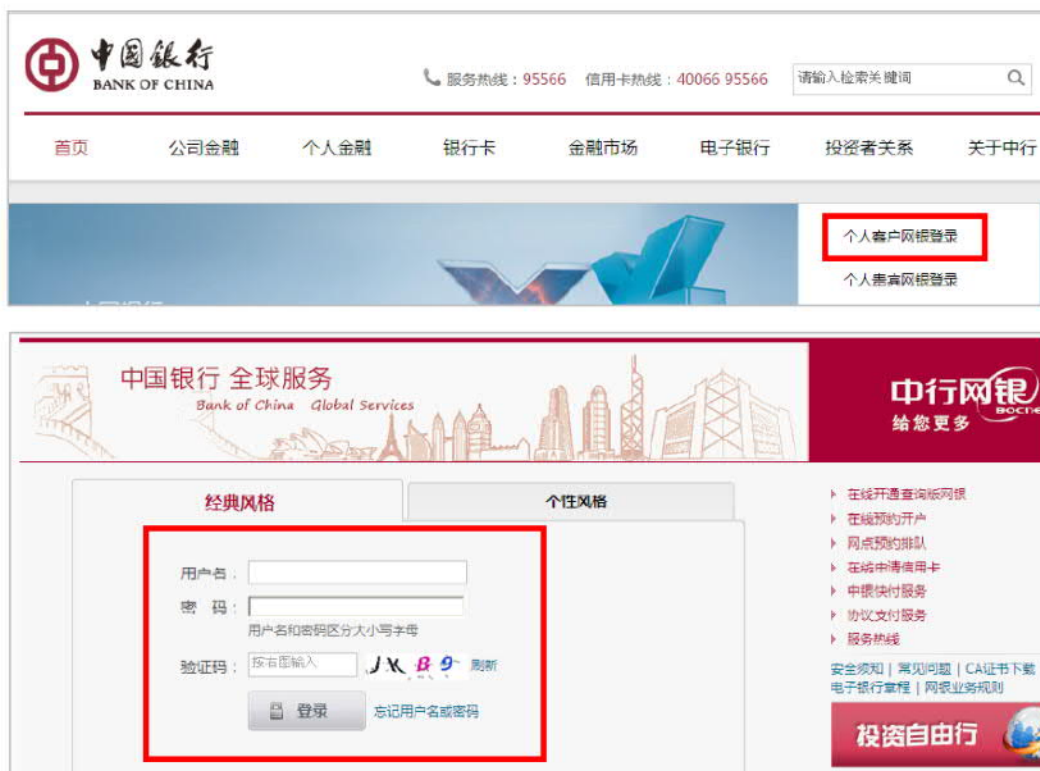 中國銀行
BANK OF CHINA
服务热线：95566 信用卡热线：40066 95566
请输入检索关键词
首页 公司金融 个人金融 银行卡 金融市场 电子银行 投资者关系 关于中行
个人客户网银登录
个人贵宾网银登录
中国银行 全球服务
Bank of China Global Services
中行网银
BOCNE
给您更多
经典风格 个性风格
用户名：
密 码：
用户名和密码区分大小写字母
验证码： 按右图输入 JKB9 刷新
登录 忘记用户名或密码
在线开通查询版网银
在线预约开户
网点预约排队
在线申请信用卡
中银快付服务
协议支付服务
服务热线
安全须知 | 常见问题 | CA证书下载
电子银行章程 | 网银业务规则
投资自由行